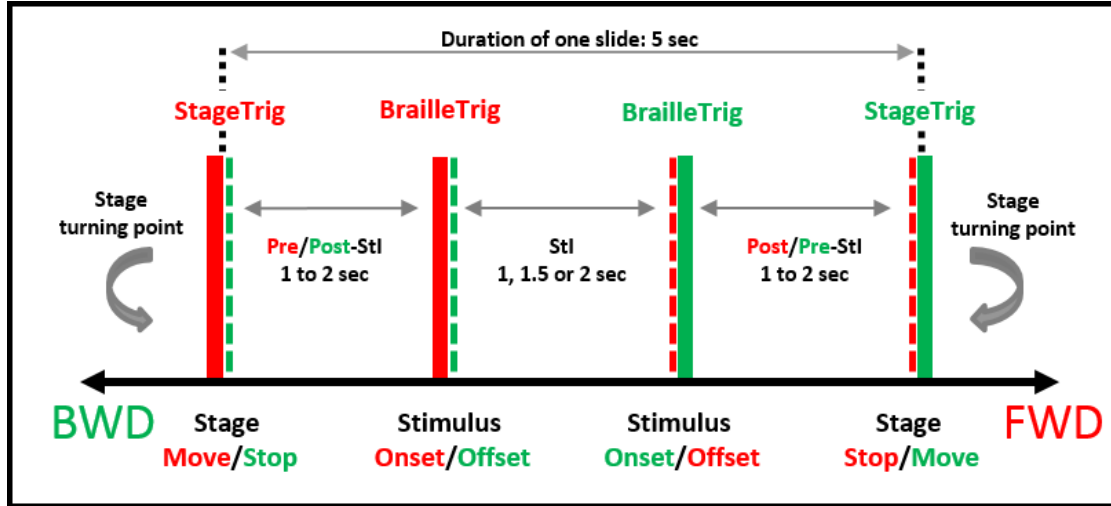 Duration of one slide: 5 sec
StageTrig
BrailleTrig
BrailleTrig
StageTrig
Stage
turning point
Pre/Post-StI
1 to 2 sec
StI
1, 1.5 or 2 sec
Post/Pre-StI
1 to 2 sec
Stage
turning point
BWD
FWD
Stage
Move/Stop
Stimulus
Onset/Offset
Stimulus
Onset/Offset
Stage
Stop/Move